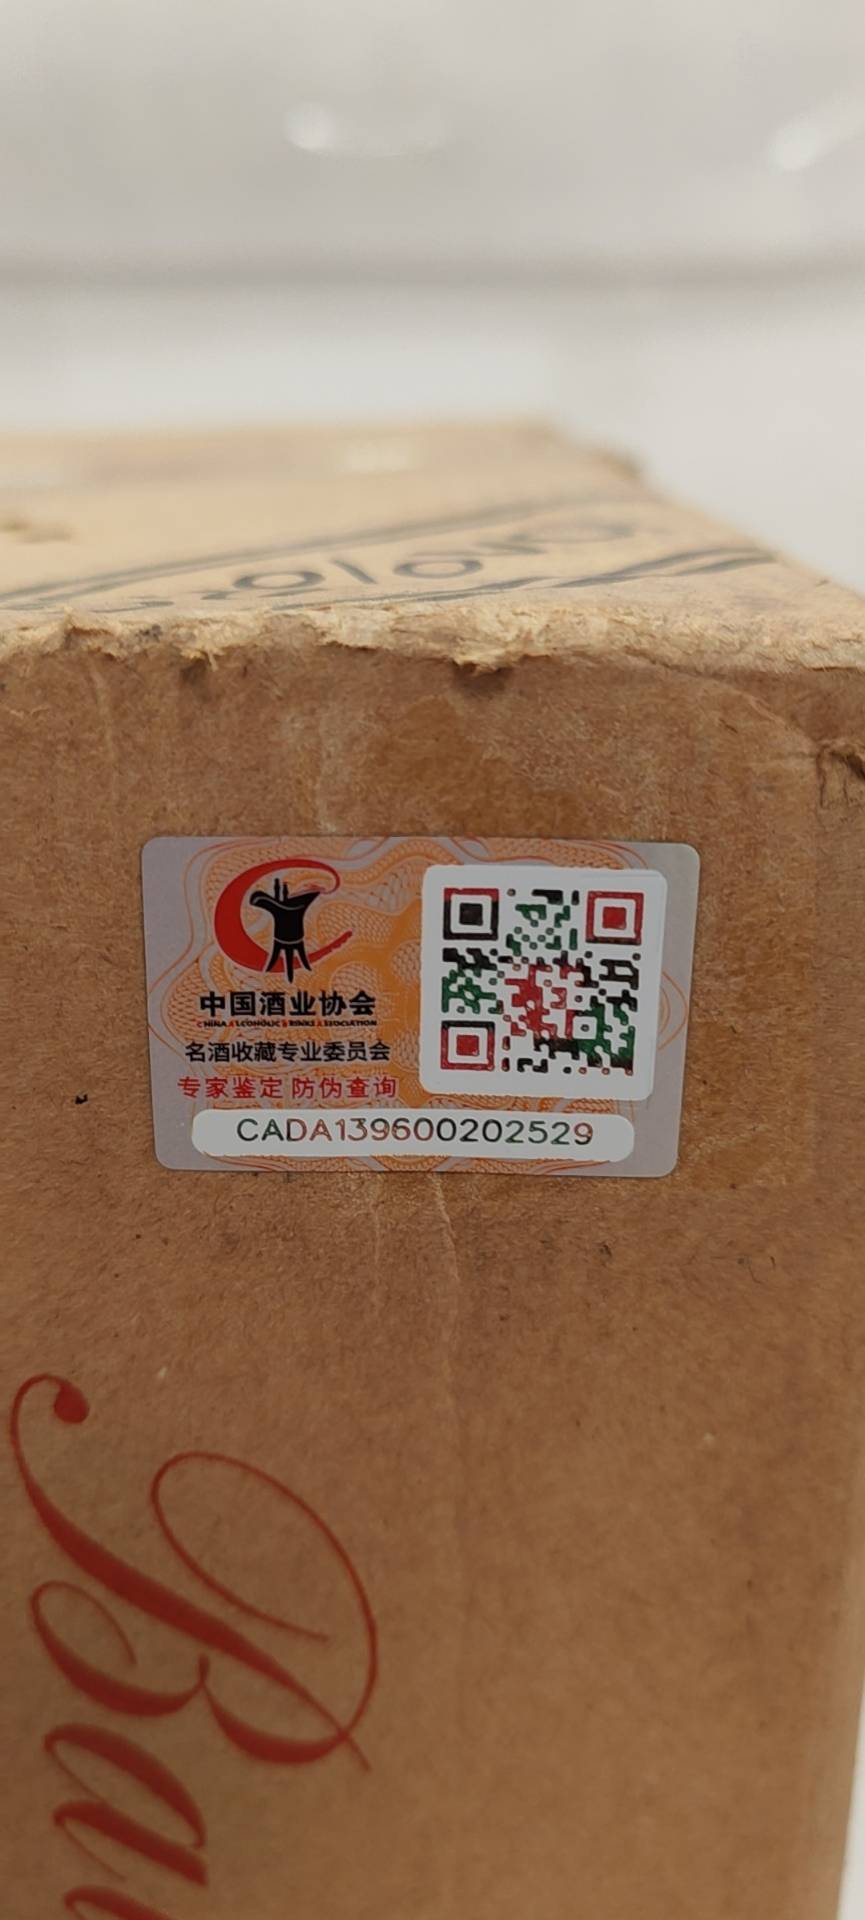 中国酒业协会
CHINA ALCOHOLIC DRINKS ASSOCIATION
名酒收藏专业委员会
专家鉴定 防伪查询
CADA139600202529